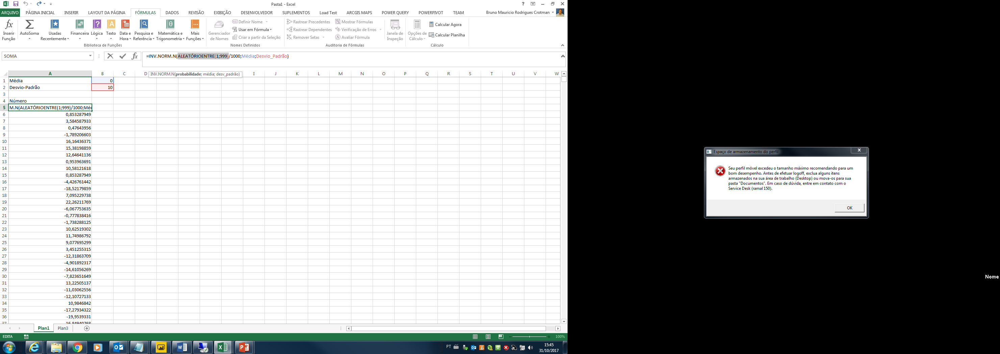 Pasta1 - Excel
ARQUIVO PÁGINA INICIAL INSERIR LAYOUT DA PÁGINA FÓRMULAS DADOS REVISÃO EXIBIÇÃO DESENVOLVEDOR SUPLEMENTOS Load Test ARCGIS MAPS POWER QUERY POWERPIVOT TEAM Bruno Mauricio Rodrigues Crotman
Inserir Função
AutoSoma
Usadas Recentemente
Financeira
Lógica
Texto
Data e Hora
Pesquisa e Referência
Matemática e Trigonometria
Mais Funções
Biblioteca de Funções
Gerenciador de Nomes
Definir Nome
Usar em Fórmula
Criar a partir da Seleção
Nomes Definidos
Rastrear Precedentes
Rastrear Dependentes
Remover Setas
Mostrar Fórmulas
Verificação de Erros
Avaliar Fórmula
Auditoria de Fórmulas
Janela de Inspeção
Opções de Cálculo
Calcular Agora
Calcular Planilha
Cálculo
SOMA
fx =INV.NORM.N(ALEATÓRIOENTRE(1;999)/1000;Média;Desvio_Padrão)
INV.NORM.N(probabilidade; média; desv_padrão)
A B C D I J K L M N O P Q R S T U V W
1 Média 0
2 Desvio-Padrão 10
3
4 Número
5 M.N(ALEATÓRIOENTRE(1;999)/1000;Méd
6 0,853287949
7 3,584587933
8 0,47643956
9 -1,789206603
10 16,16436371
11 15,38198859
12 12,64641136
13 0,953963691
14 10,58121618
15 0,853287949
16 -4,426761442
17 -18,52179859
18 7,095229738
19 22,26211769
20 -6,067753635
21 -0,777838416
22 -1,738288125
23 10,62519302
24 11,74986792
25 9,077695299
26 3,451255315
27 -12,31863709
28 -4,901892317
29 -14,61056269
30 -7,823651649
31 13,22505137
32 -11,03062556
33 -12,10727133
34 10,9846842
35 -17,27934322
36 -19,9539331
37 16,84940768
Plan1 Plan3
EDITA
100%
PT
15:45
31/10/2017
Espaço de armazenamento do perfil
Seu perfil móvel excedeu o tamanho máximo recomendando para um
bom desempenho. Antes de efetuar logoff, exclua alguns itens
armazenados na sua área de trabalho (Desktop) ou mova-os para sua
pasta "Documentos". Em caso de dúvida, entre em contato com o
Service Desk (ramal 150).
OK
Nome